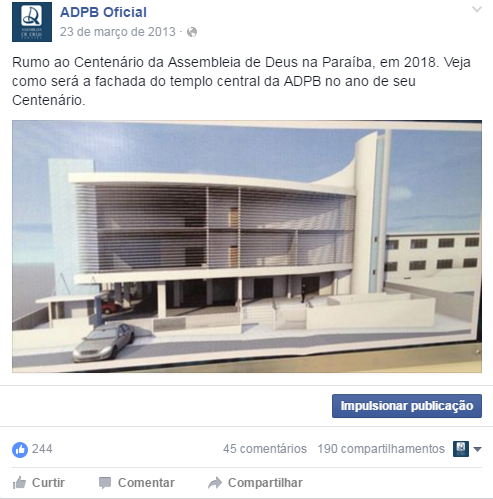 ADPB Oficial
23 de março de 2013 ·
Rumo ao Centenário da Assembleia de Deus na Paraíba, em 2018. Veja
como será a fachada do templo central da ADPB no ano de seu
Centenário.
Impulsionar publicação
244
45 comentários 190 compartilhamentos
Curtir
Comentar
Compartilhar